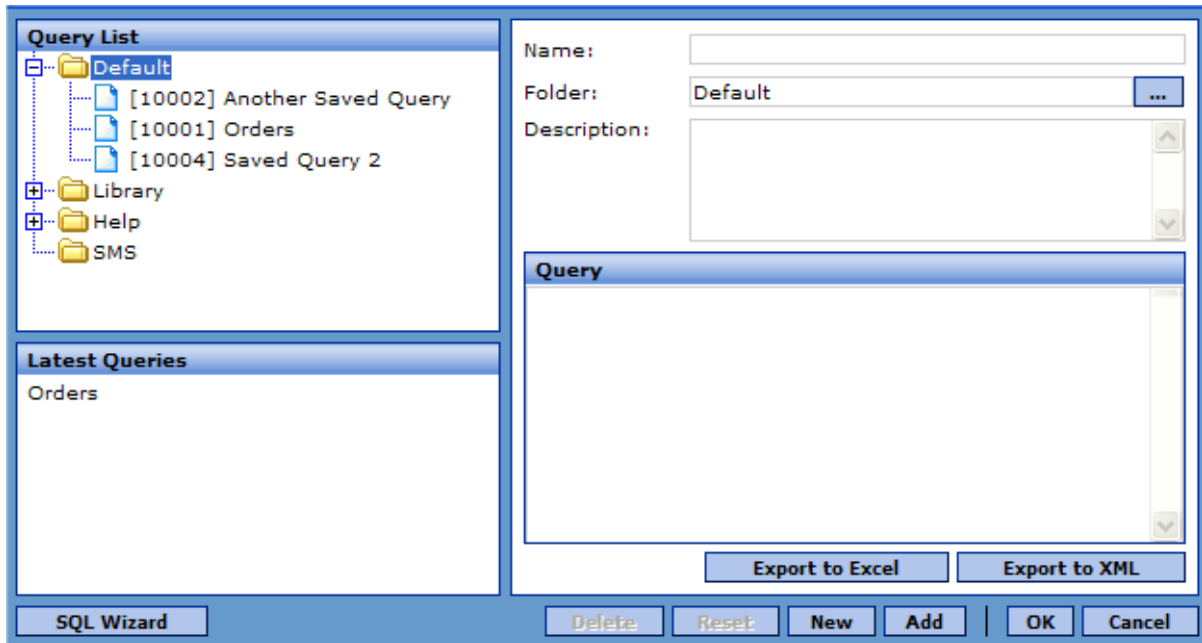 Query List
Default
[10002] Another Saved Query
[10001] Orders
[10004] Saved Query 2
Library
Help
SMS
Latest Queries
Orders
SQL Wizard
Name:
Folder: Default ...
Description:
Query
Export to Excel Export to XML
Delete Reset New Add OK Cancel